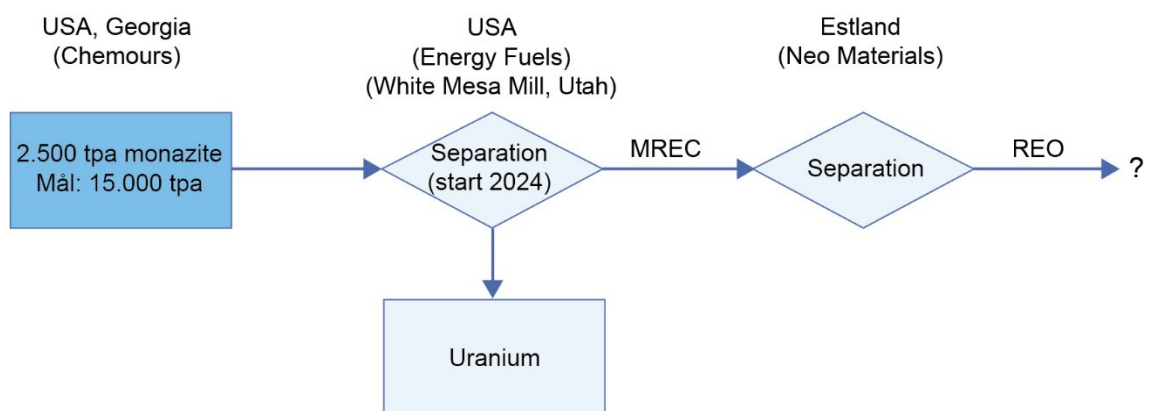 USA, Georgia
(Chemours)
USA
(Energy Fuels)
(White Mesa Mill, Utah)
Estland
(Neo Materials)
2.500 tpa monazite
Mål: 15.000 tpa
Separation
(start 2024)
MREC
Separation
REO
?
Uranium